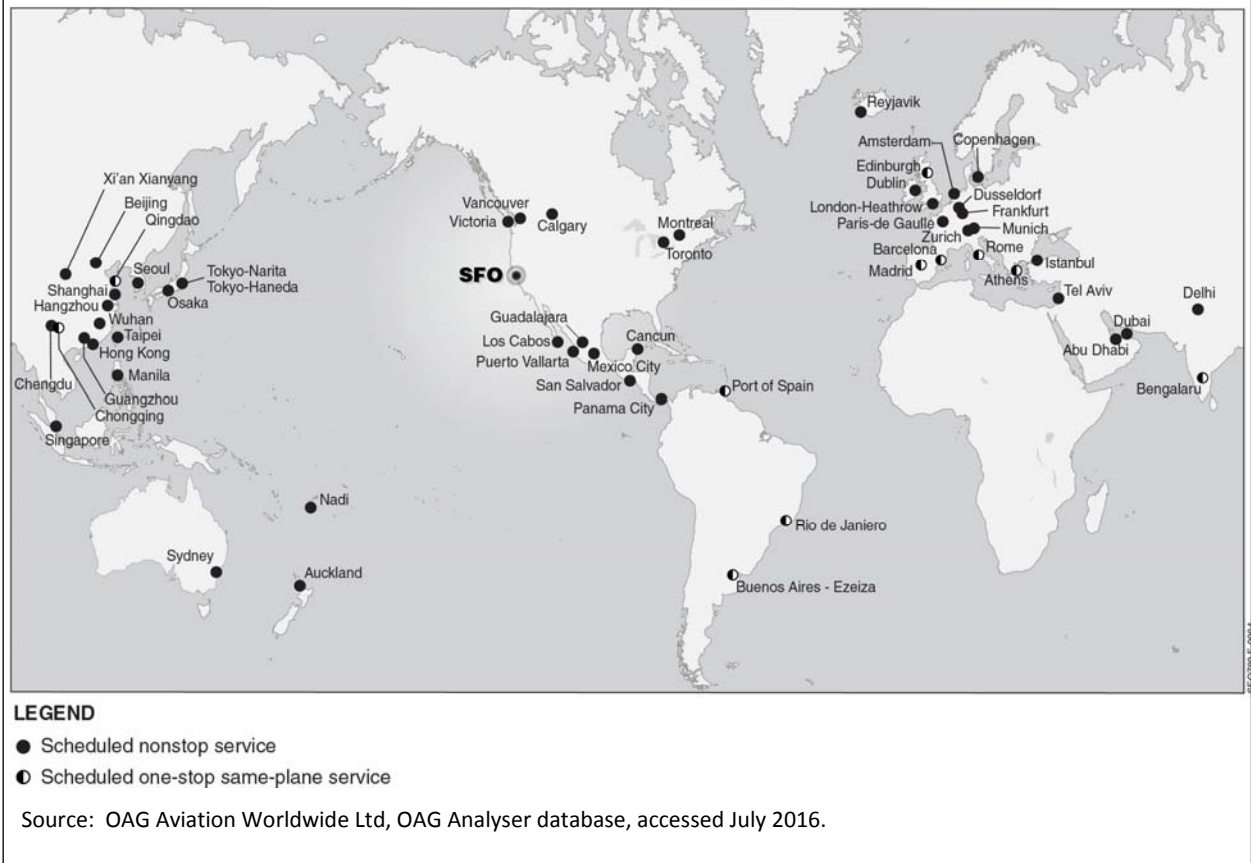 Reyjavik
Amsterdam
Copenhagen
Edinburgh
Dublin
Dusseldorf
London-Heathrow
Frankfurt
Paris-de Gaulle
Munich
Zurich
Barcelona
Rome
Madrid
Athens
Istanbul
Tel Aviv
Delhi
Dubai
Abu Dhabi
Bengalaru
Xi'an Xianyang
Beijing
Qingdao
Seoul
Tokyo-Narita
Tokyo-Haneda
Shanghai
Osaka
Hangzhou
Wuhan
Taipei
Hong Kong
Manila
Chengdu
Guangzhou
Chongqing
Singapore
Vancouver
Victoria
Calgary
Montreal
Toronto
SFO
Guadalajara
Los Cabos
Cancun
Puerto Vallarta
Mexico City
San Salvador
Panama City
Port of Spain
Nadi
Sydney
Auckland
Rio de Janiero
Buenos Aires - Ezeiza
LEGEND
Scheduled nonstop service
Scheduled one-stop same-plane service
Source: OAG Aviation Worldwide Ltd, OAG Analyser database, accessed July 2016.